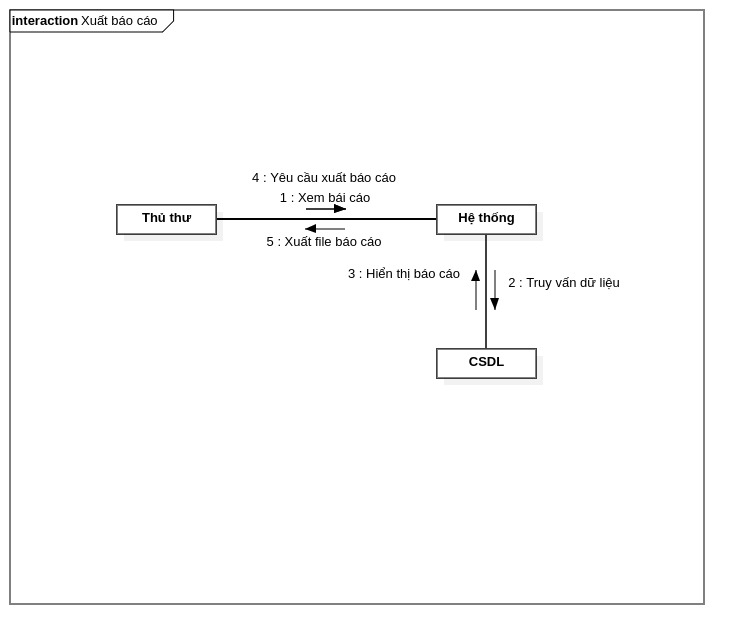 interaction Xuất báo cáo
4 : Yêu cầu xuất báo cáo
1 : Xem bái cáo
Thủ thư
Hệ thống
5 : Xuất file báo cáo
3 : Hiển thị báo cáo
2 : Truy vấn dữ liệu
CSDL